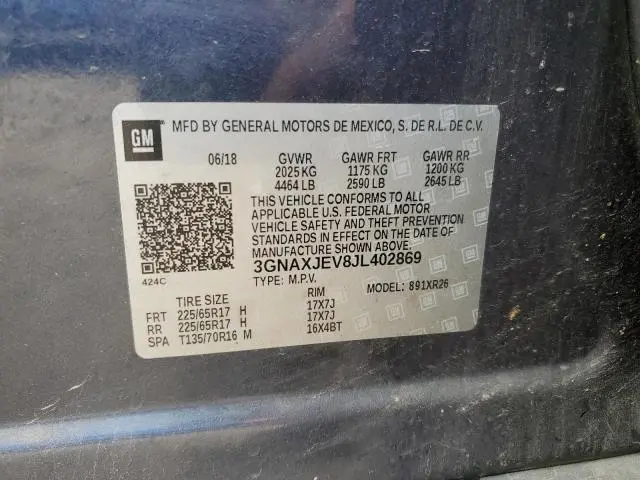 GM MFD BY GENERAL MOTORS DE MEXICO, S. DE R.L. DE C.V.
06/18 GVWR GAWR FRT GAWR RR
2025 KG 1175 KG 1200 KG
4464 LB 2590 LB 2645 LB
THIS VEHICLE CONFORMS TO ALL
APPLICABLE U.S. FEDERAL MOTOR
VEHICLE SAFETY AND THEFT PREVENTION
STANDARDS IN EFFECT ON THE DATE OF
MANUFACTURE SHOWN ABOVE.
3GNAXJEV8JL402869
424C TYPE: M.P.V. MODEL: 891XR26
TIRE SIZE RIM
FRT 225/65R17 H 17X7J
RR 225/65R17 H 17X7J
SPA T135/70R16 M 16X4BT